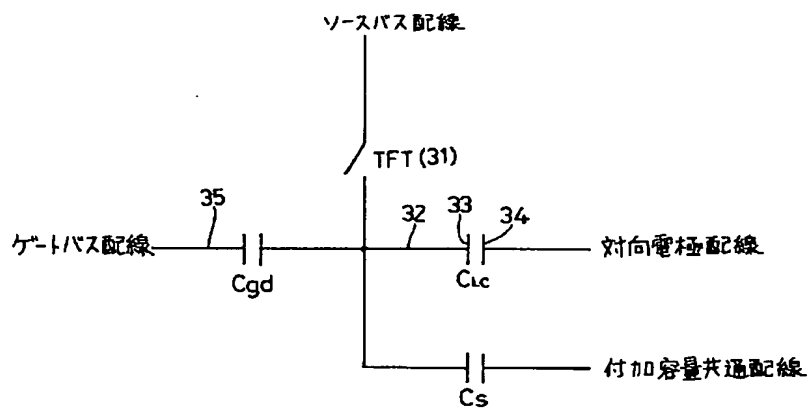 ソースバス配線
TFT(31)
35
32
33
34
ゲートバス配線
対向電極配線
Cgd
CLC
付加容量共通配線
Cs